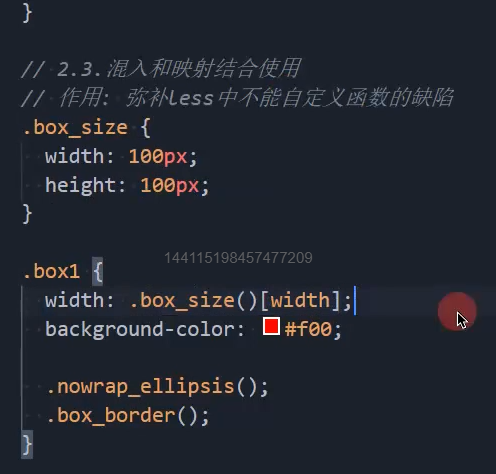 }
// 2.3.混入和映射结合使用
// 作用: 弥补less中不能自定义函数的缺陷
.box_size {
width: 100px;
height: 100px;
}
144115198457477209
.box1 {
width: .box_size()[width];
background-color: #f00;
.nowrap_ellipsis();
.box_border();
}